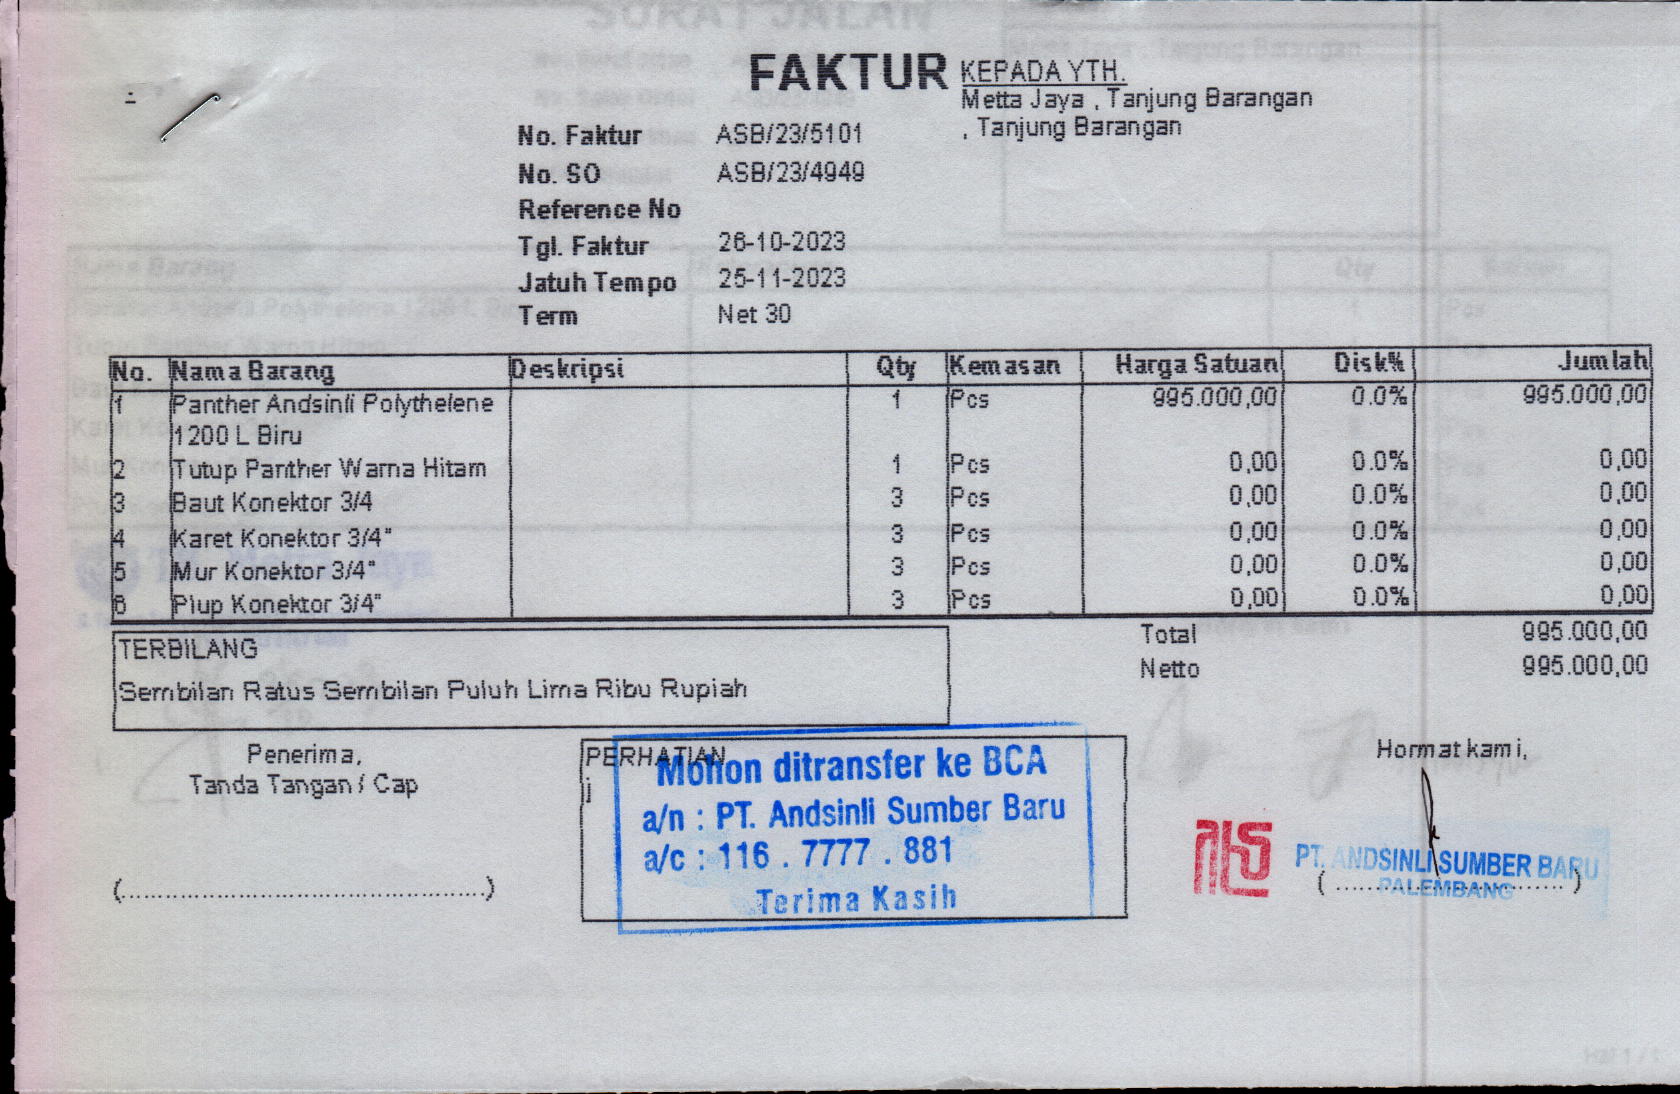 FAKTUR
KEPADA YTH.
Metta Jaya , Tanjung Barangan
, Tanjung Barangan
No. Faktur ASB/23/5101
No. SO ASB/23/4949
Reference No
Tgl. Faktur 26-10-2023
Jatuh Tempo 25-11-2023
Term Net 30
No. Nama Barang Deskripsi Qty Kemasan Harga Satuan Disk% Jumlah
1 Panther Andsinli Polythelene 1 Pcs 995.000,00 0.0% 995.000,00
1200 L Biru
2 Tutup Panther Warna Hitam 1 Pcs 0,00 0.0% 0,00
3 Baut Konektor 3/4 3 Pcs 0,00 0.0% 0,00
4 Karet Konektor 3/4" 3 Pcs 0,00 0.0% 0,00
5 Mur Konektor 3/4" 3 Pcs 0,00 0.0% 0,00
6 Plup Konektor 3/4" 3 Pcs 0,00 0.0% 0,00
Total 995.000,00
Netto 995.000,00
TERBILANG
Sembilan Ratus Sembilan Puluh Lima Ribu Rupiah
Penerima,
Tanda Tangan / Cap
(................................................)
PERHATIAN
j
Mohon ditransfer ke BCA
a/n : PT. Andsinli Sumber Baru
a/c : 116 . 7777 . 881
Terima Kasih
Hormat kami,
PT. ANDSINLI SUMBER BARU
PALEMBANG
(................................)